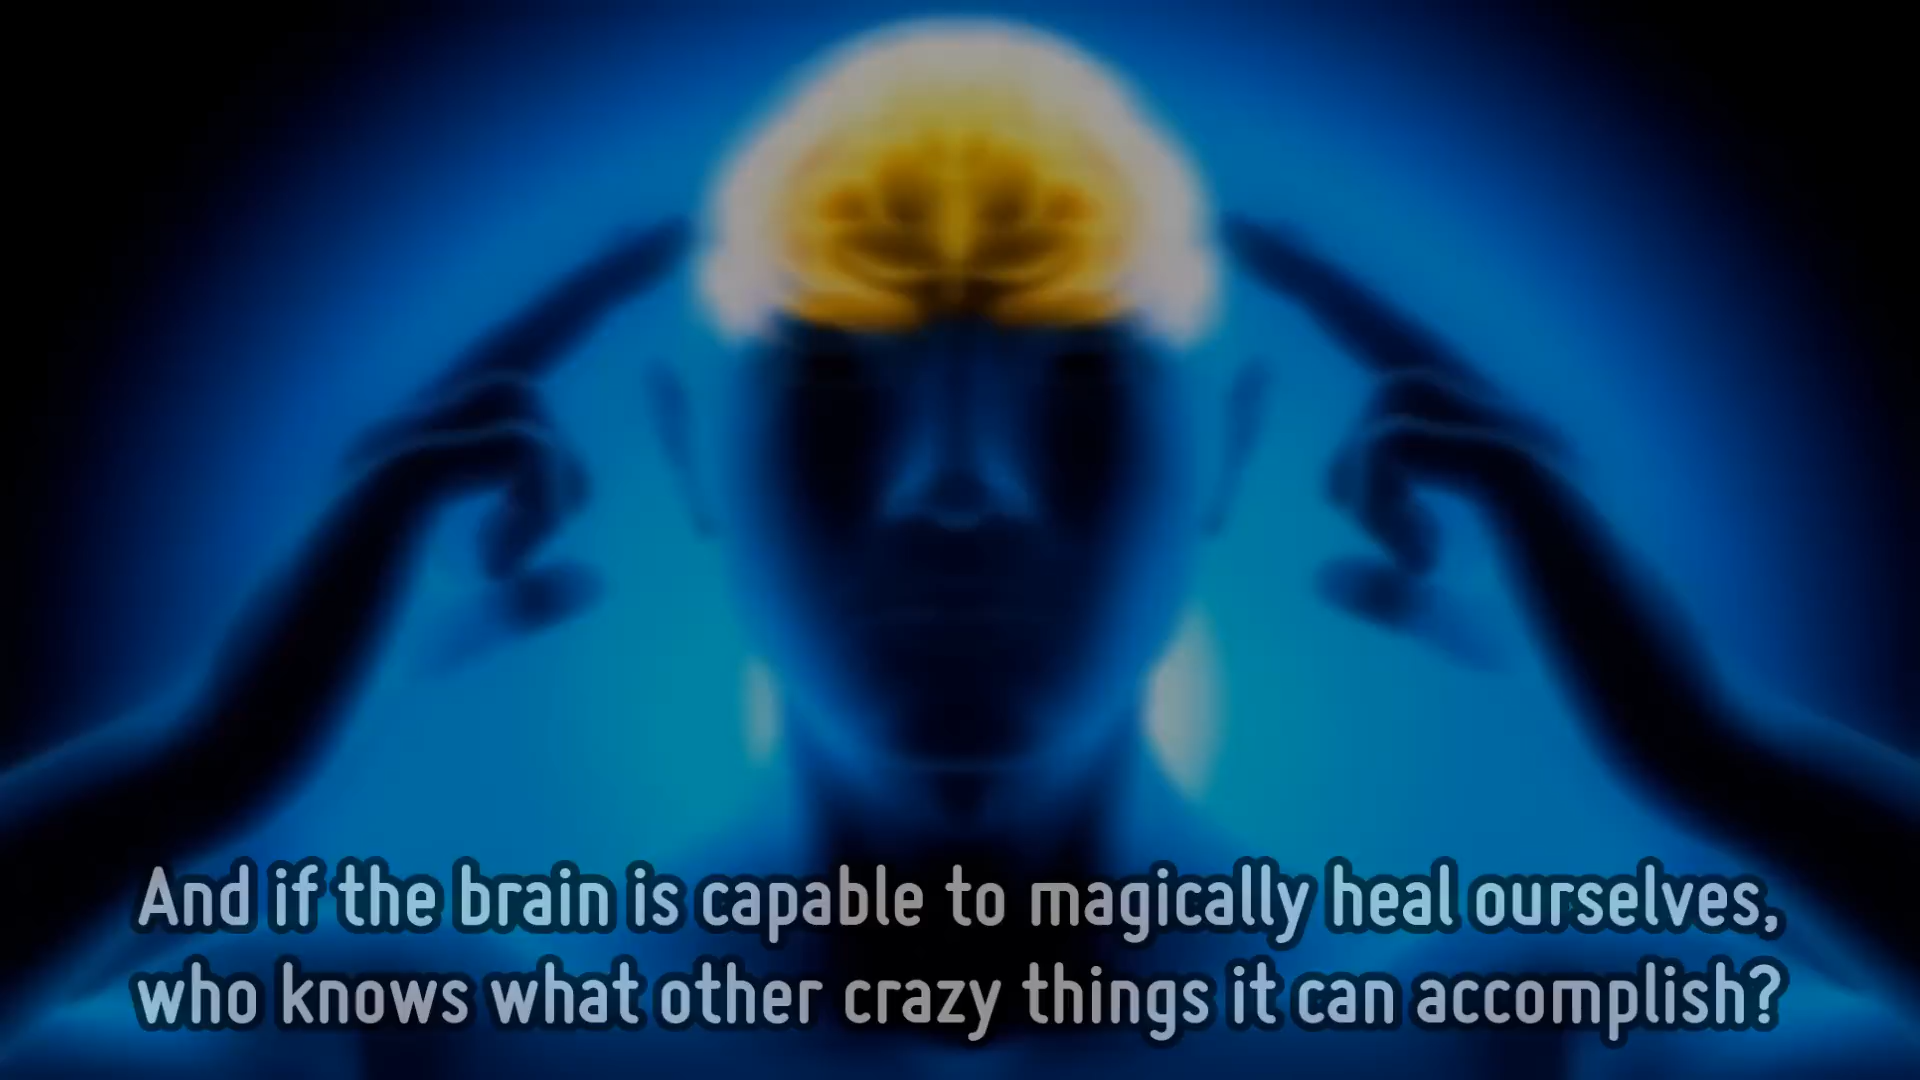 And if the brain is capable to magically heal ourselves,
who knows what other crazy things it can accomplish?